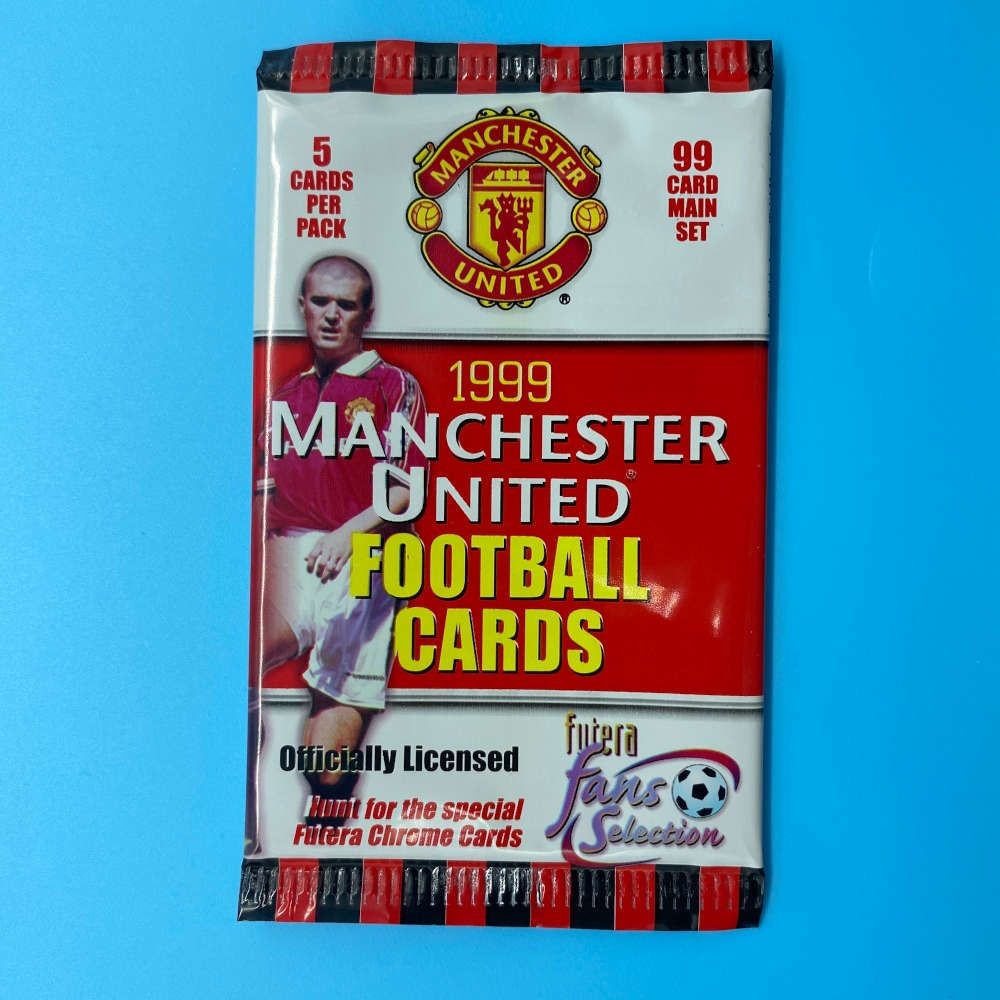 5
CARDS
PER
PACK
MANCHESTER
UNITED
®
99
CARD
MAIN
SET
1999
MANCHESTER
UNITED®
FOOTBALL
CARDS
Officially Licensed
Hunt for the special
Futera Chrome Cards
futera
fans
Selection